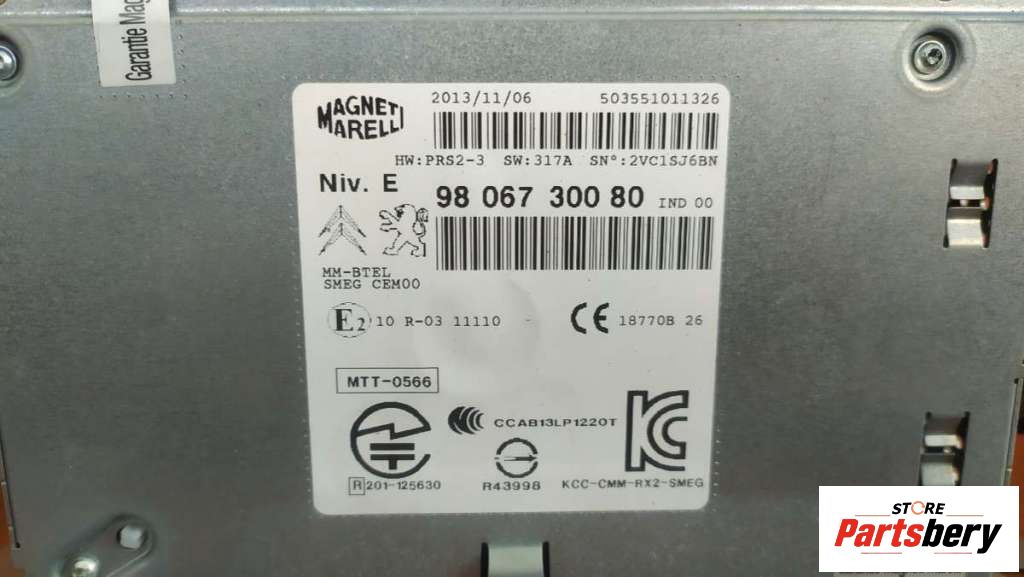 Garantie Mag
MAGNETI
MARELLI
2013/11/06 503551011326
HW:PRS2-3 SW:317A SN°:2VC1SJ6BN
Niv. E
98 067 300 80 IND 00
MM-BTEL
SMEG CEM00
E2 10 R-03 11110
CE 18770B 26
MTT-0566
CCAB13LP1220T
R 201-125630
R43998
KC
KCC-CMM-RX2-SMEG
STORE
Partsbery